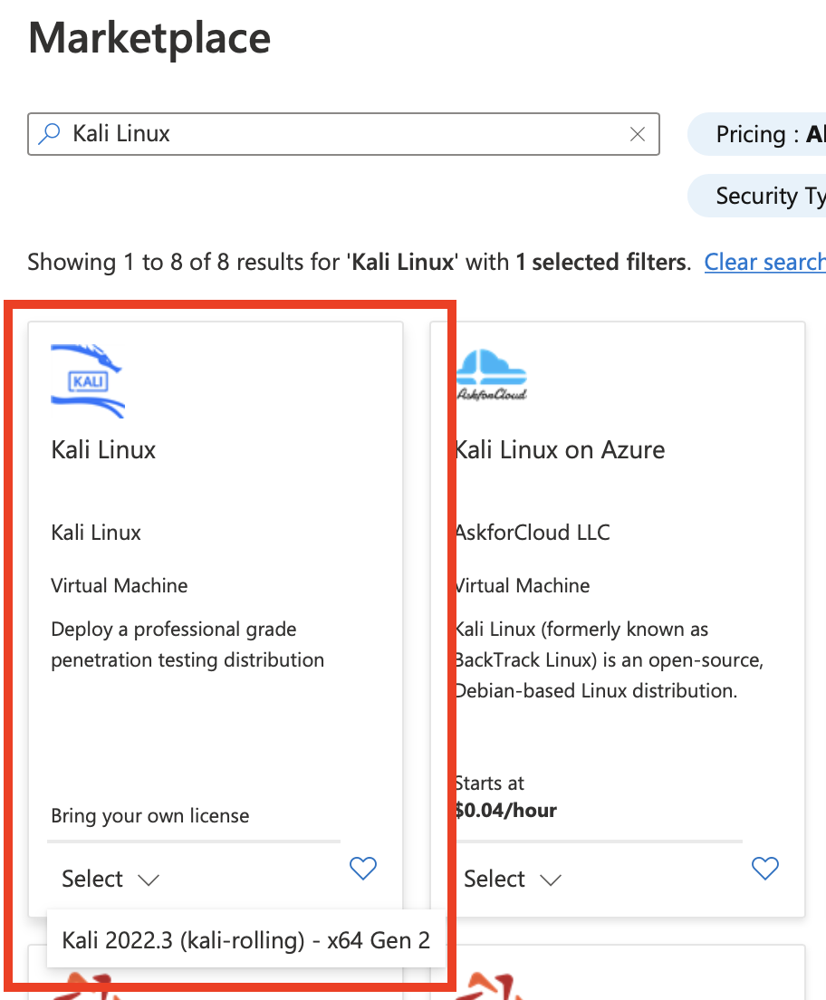 Marketplace
Kali Linux
Pricing : Al
Security Ty
Showing 1 to 8 of 8 results for 'Kali Linux' with 1 selected filters. Clear search
KALI
Kali Linux
Kali Linux
Virtual Machine
Deploy a professional grade
penetration testing distribution
Bring your own license
Select
Kali 2022.3 (kali-rolling) - x64 Gen 2
AskforCloud
Kali Linux on Azure
AskforCloud LLC
Virtual Machine
Kali Linux (formerly known as
BackTrack Linux) is an open-source,
Debian-based Linux distribution.
Starts at
$0.04/hour
Select